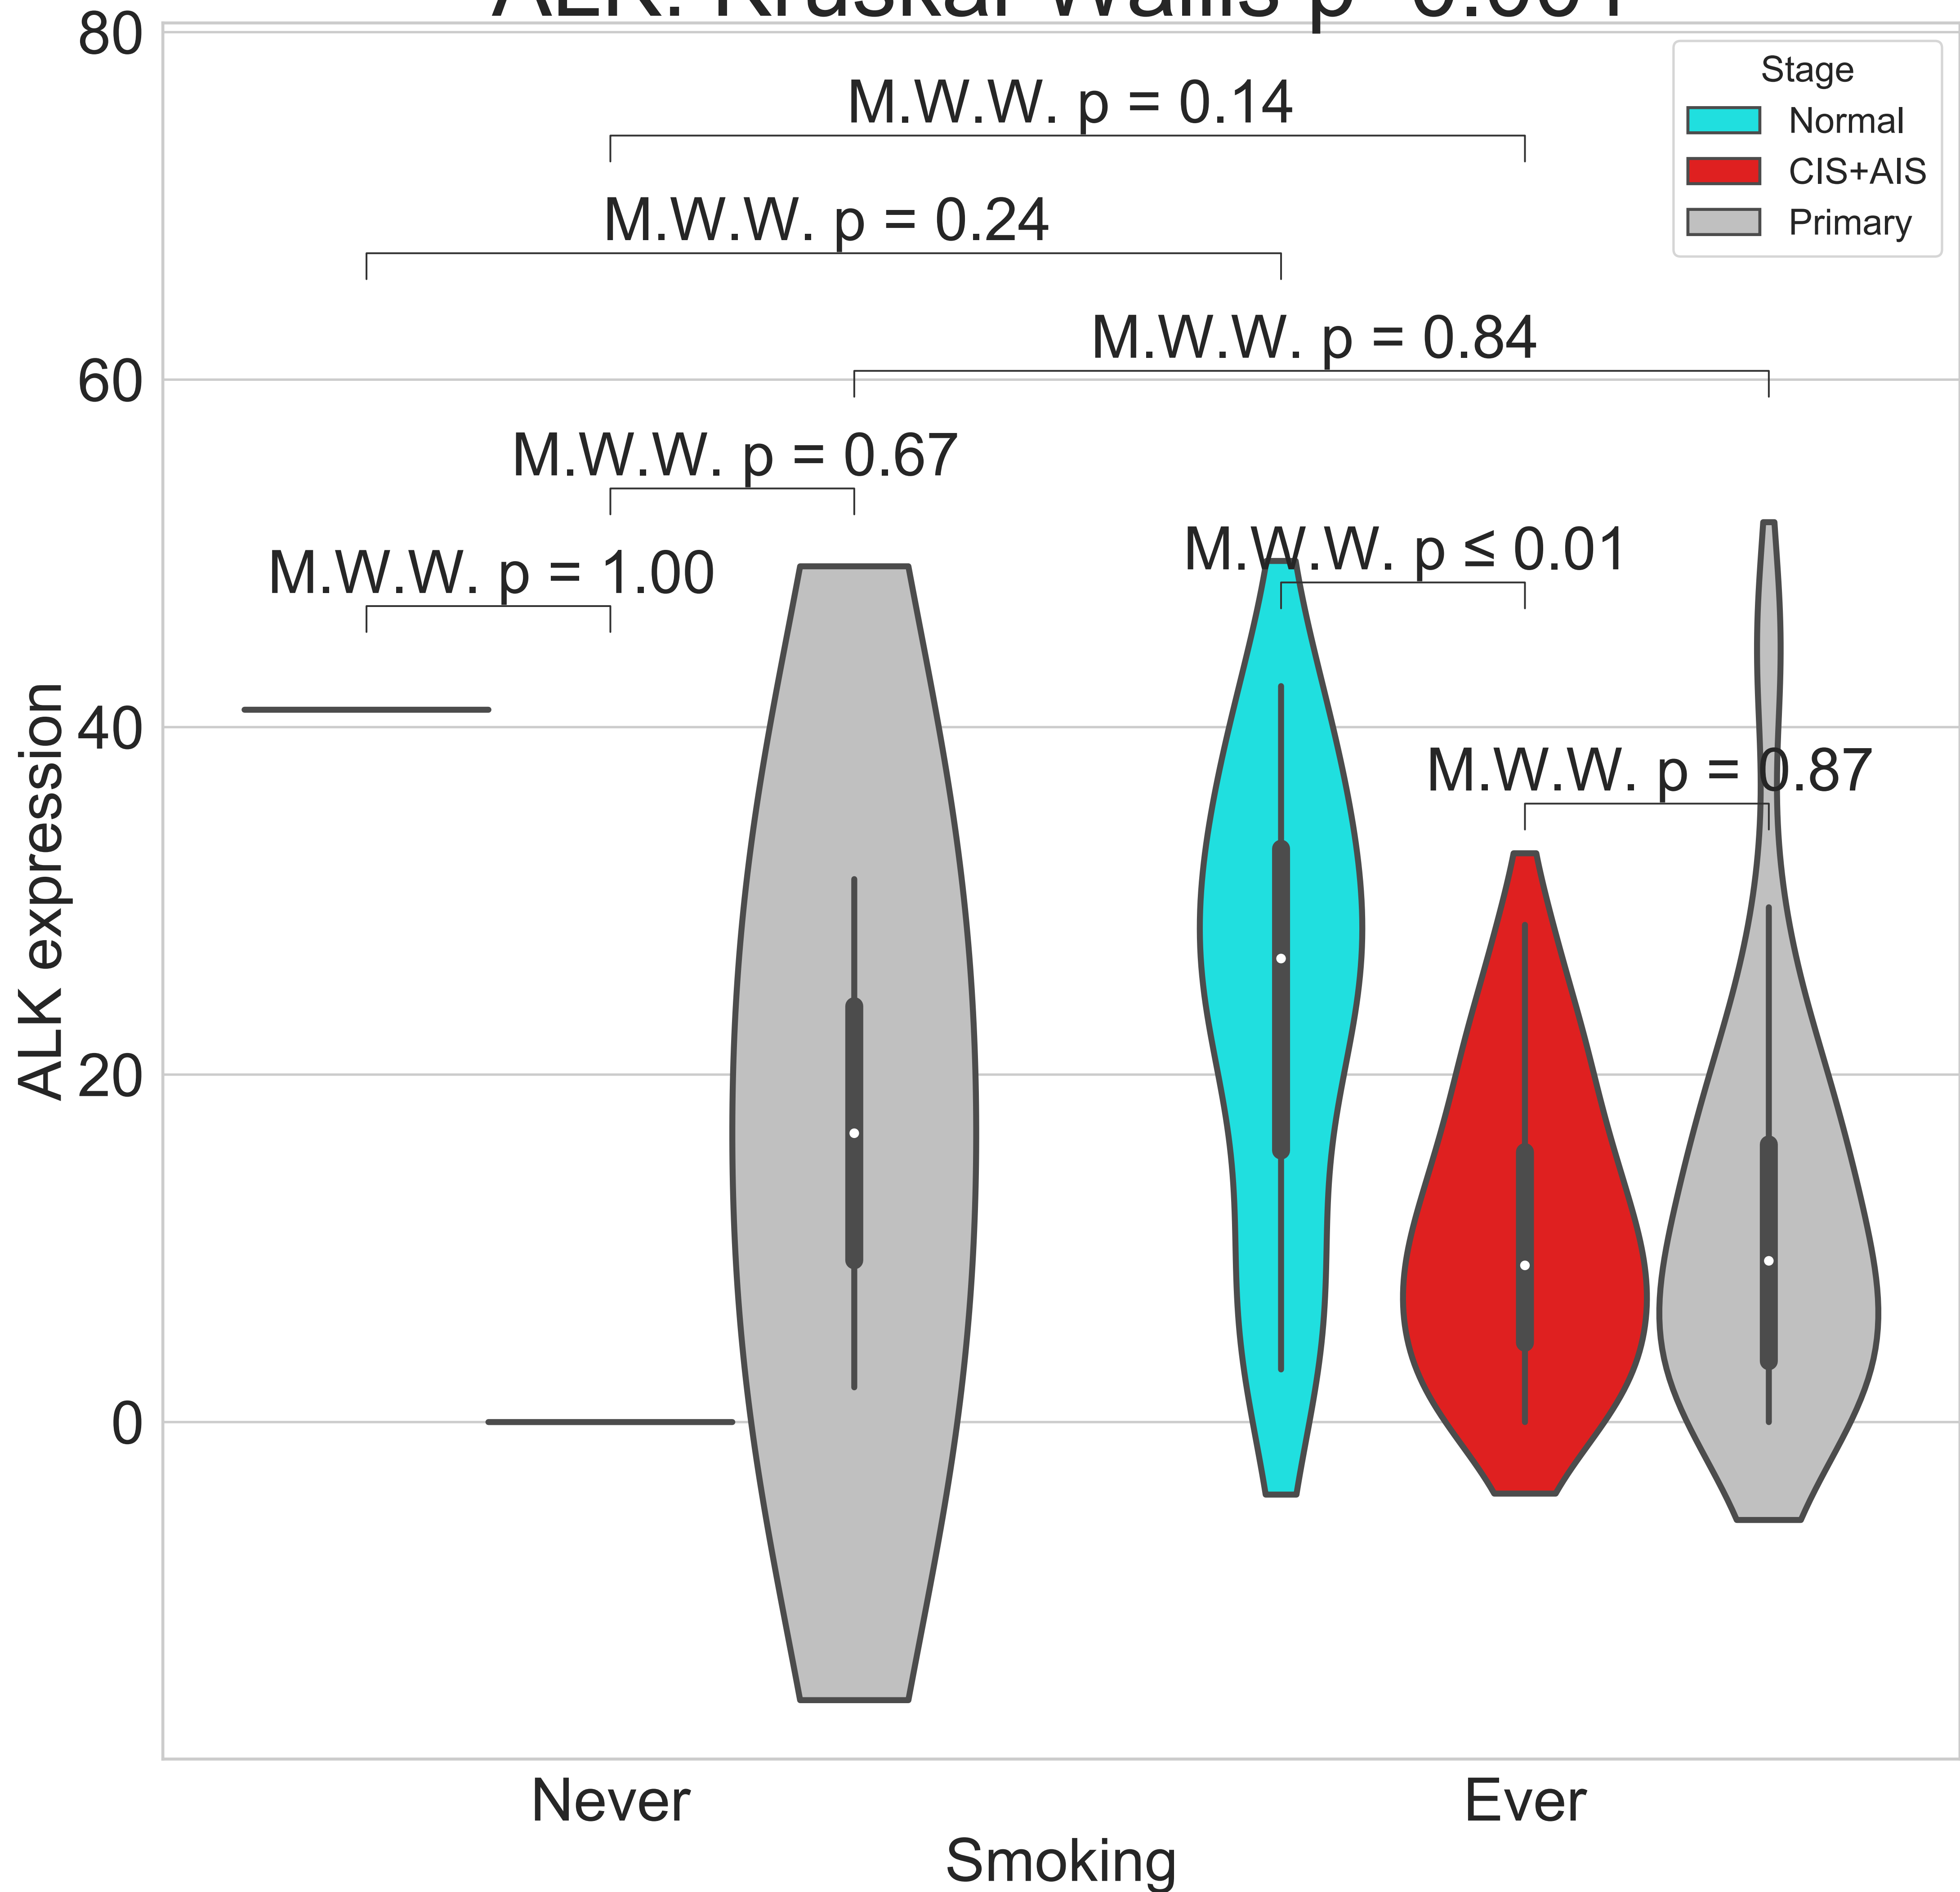 80
Stage
Normal
CIS+AIS
Primary
M.W.W. p = 0.14
M.W.W. p = 0.24
M.W.W. p = 0.84
60
M.W.W. p = 0.67
M.W.W. p ≤ 0.01
M.W.W. p = 1.00
40
M.W.W. p = 0.87
ALK expression
20
0
Never
Ever
Smoking